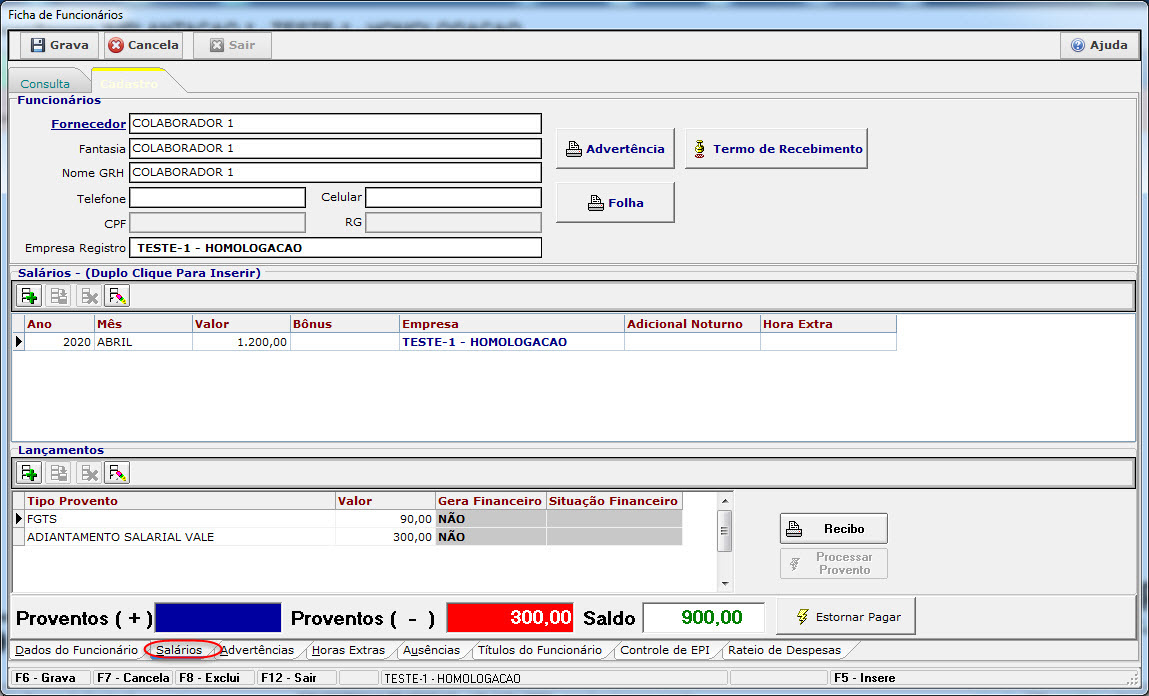 Ficha de Funcionários
Grava Cancela Sair Ajuda
Consulta Cadastro
Funcionários
Fornecedor COLABORADOR 1
Fantasia COLABORADOR 1
Nome GRH COLABORADOR 1
Telefone Celular
CPF RG
Empresa Registro TESTE-1 - HOMOLOGACAO
Advertência Termo de Recebimento
Folha
Salários - (Duplo Clique Para Inserir)
Ano Mês Valor Bônus Empresa Adicional Noturno Hora Extra
2020 ABRIL 1.200,00 TESTE-1 - HOMOLOGACAO
Lançamentos
Tipo Provento Valor Gera Financeiro Situação Financeiro
FGTS 90,00 NÃO
ADIANTAMENTO SALARIAL VALE 300,00 NÃO
Recibo
Processar
Provento
Proventos ( + ) Proventos ( - ) 300,00 Saldo 900,00 Estornar Pagar
Dados do Funcionário Salários Advertências Horas Extras Ausências Títulos do Funcionário Controle de EPI Rateio de Despesas
F6 - Grava F7 - Cancela F8 - Exclui F12 - Sair TESTE-1 - HOMOLOGACAO F5 - Insere